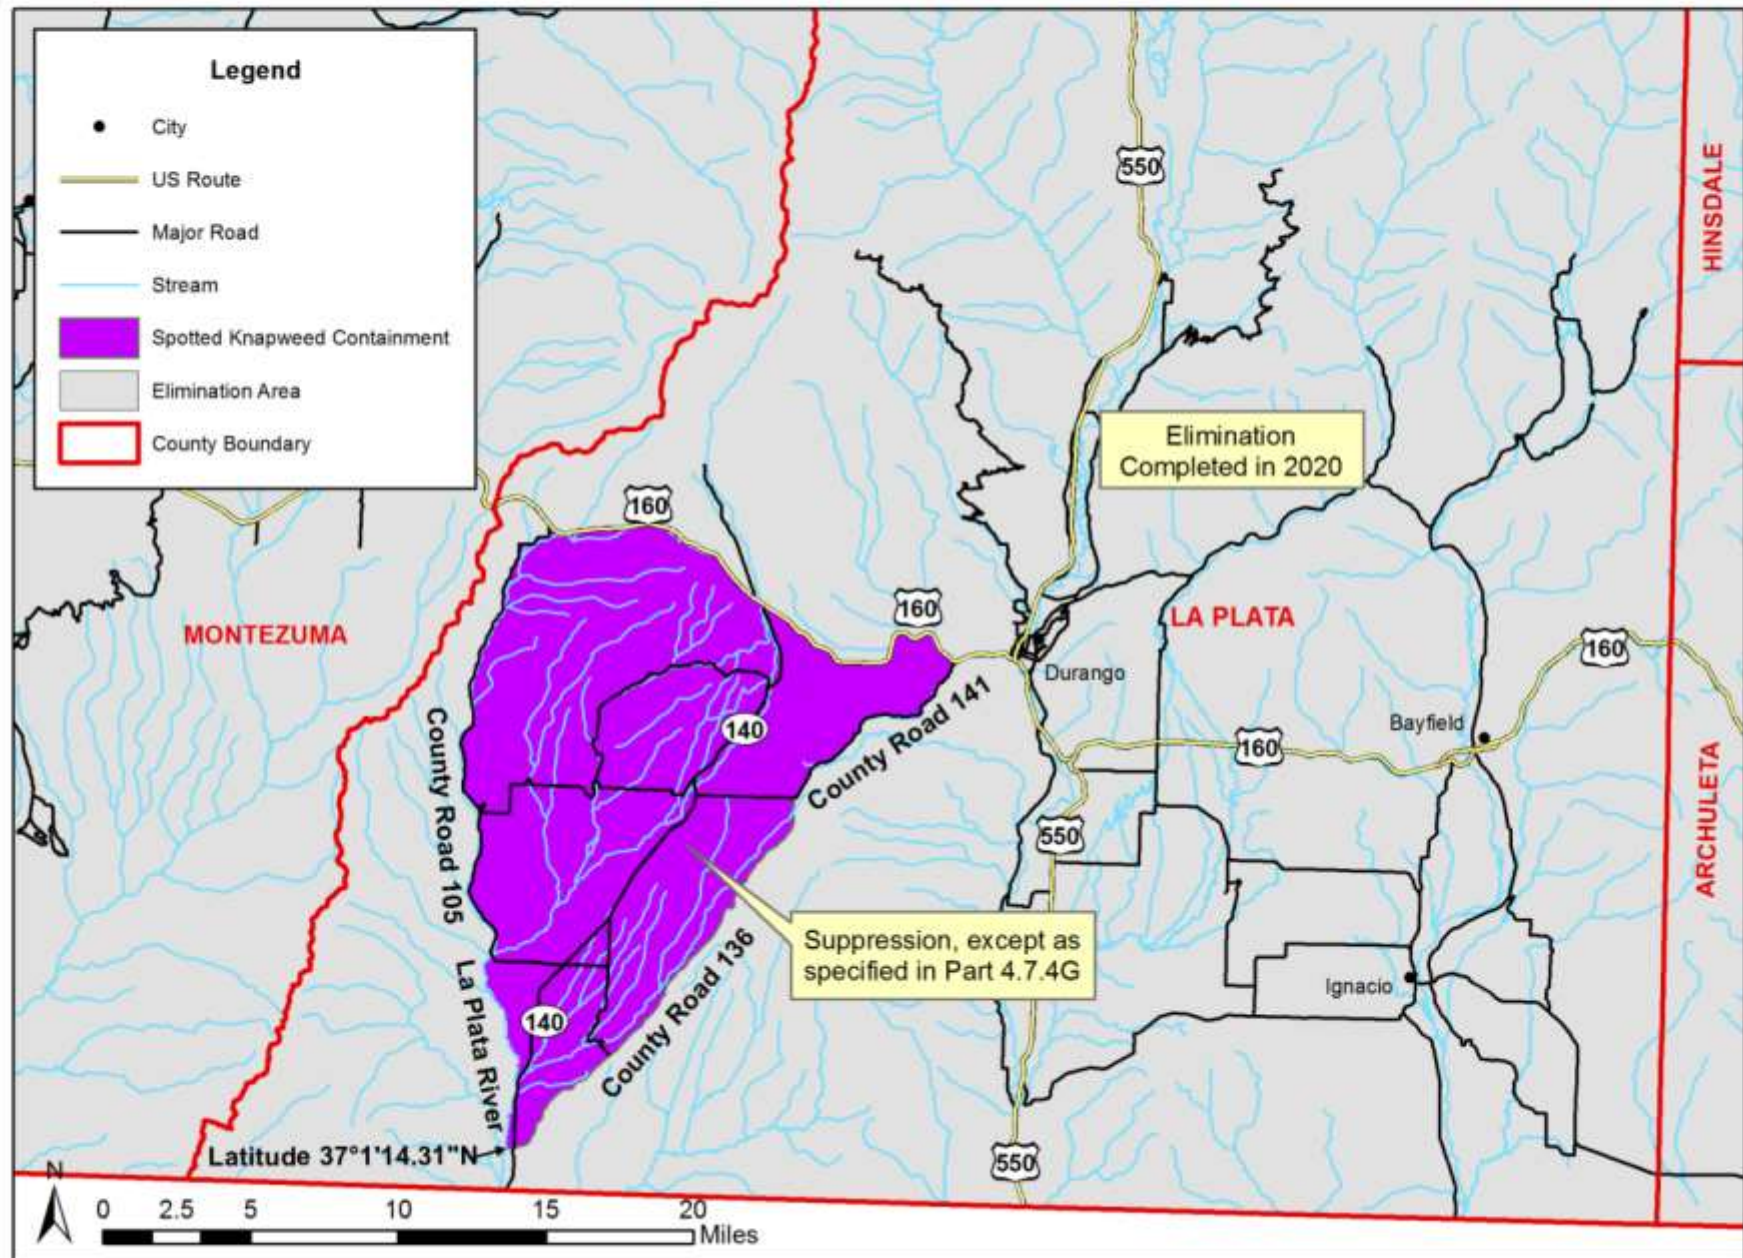 Legend
City
US Route
Major Road
Stream
Spotted Knapweed Containment
Elimination Area
County Boundary
550
HINSDALE
Elimination
Completed in 2020
160
160
MONTEZUMA
LA PLATA
160
Durango
County Road 141
Bayfield
140
160
County Road 105
ARCHULETA
550
Suppression, except as
specified in Part 4.7.4G
County Road 136
Ignacio
La Plata River
140
Latitude 37°1'14.31"N
550
N
0 2.5 5 10 15 20
Miles